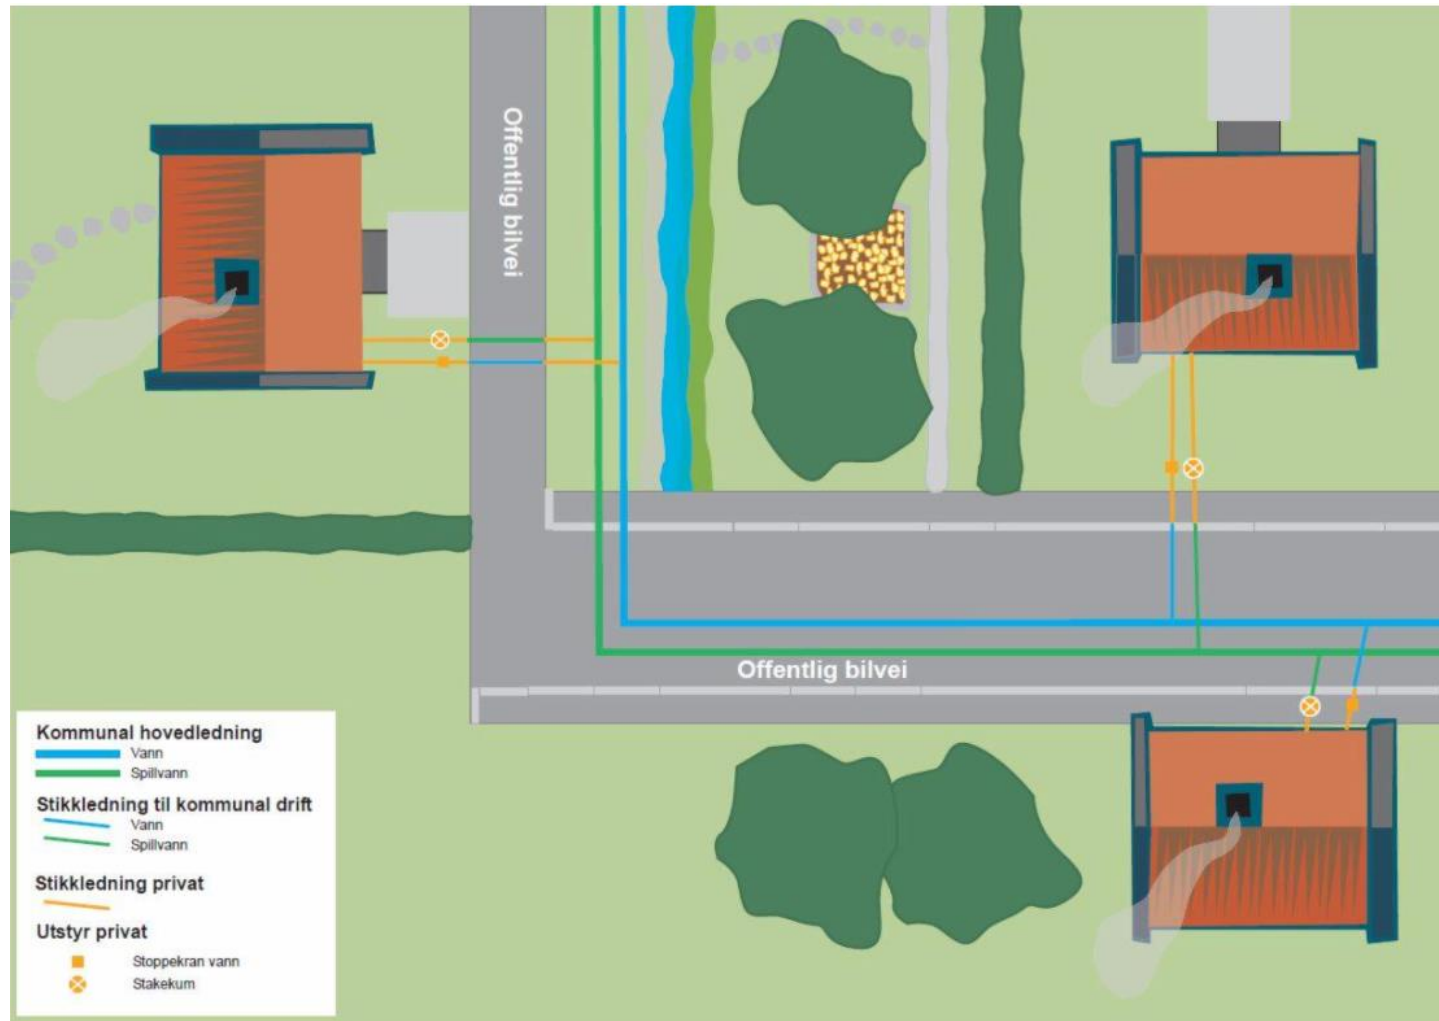 Offentlig bilvei
Offentlig bilvei
Kommunal hovedledning
Vann
Spillvann
Stikkledning til kommunal drift
Vann
Spillvann
Stikkledning privat
Utstyr privat
Stoppekran vann
Stakekum